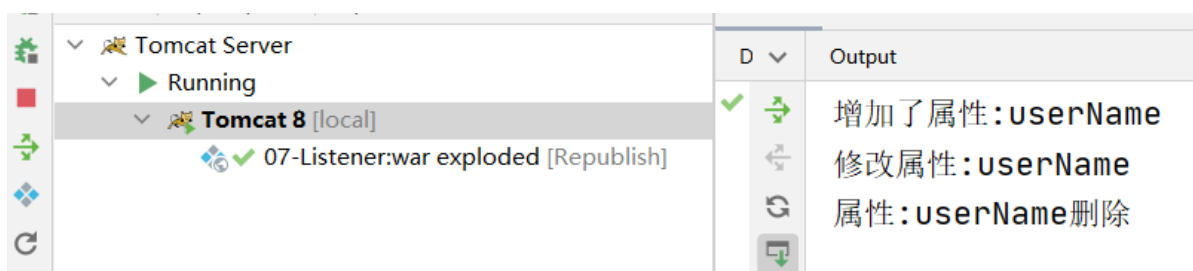 Tomcat Server
Running
Tomcat 8 [local]
07-Listener:war exploded [Republish]
D
Output
增加了属性:userName
修改属性:userName
属性:userName删除